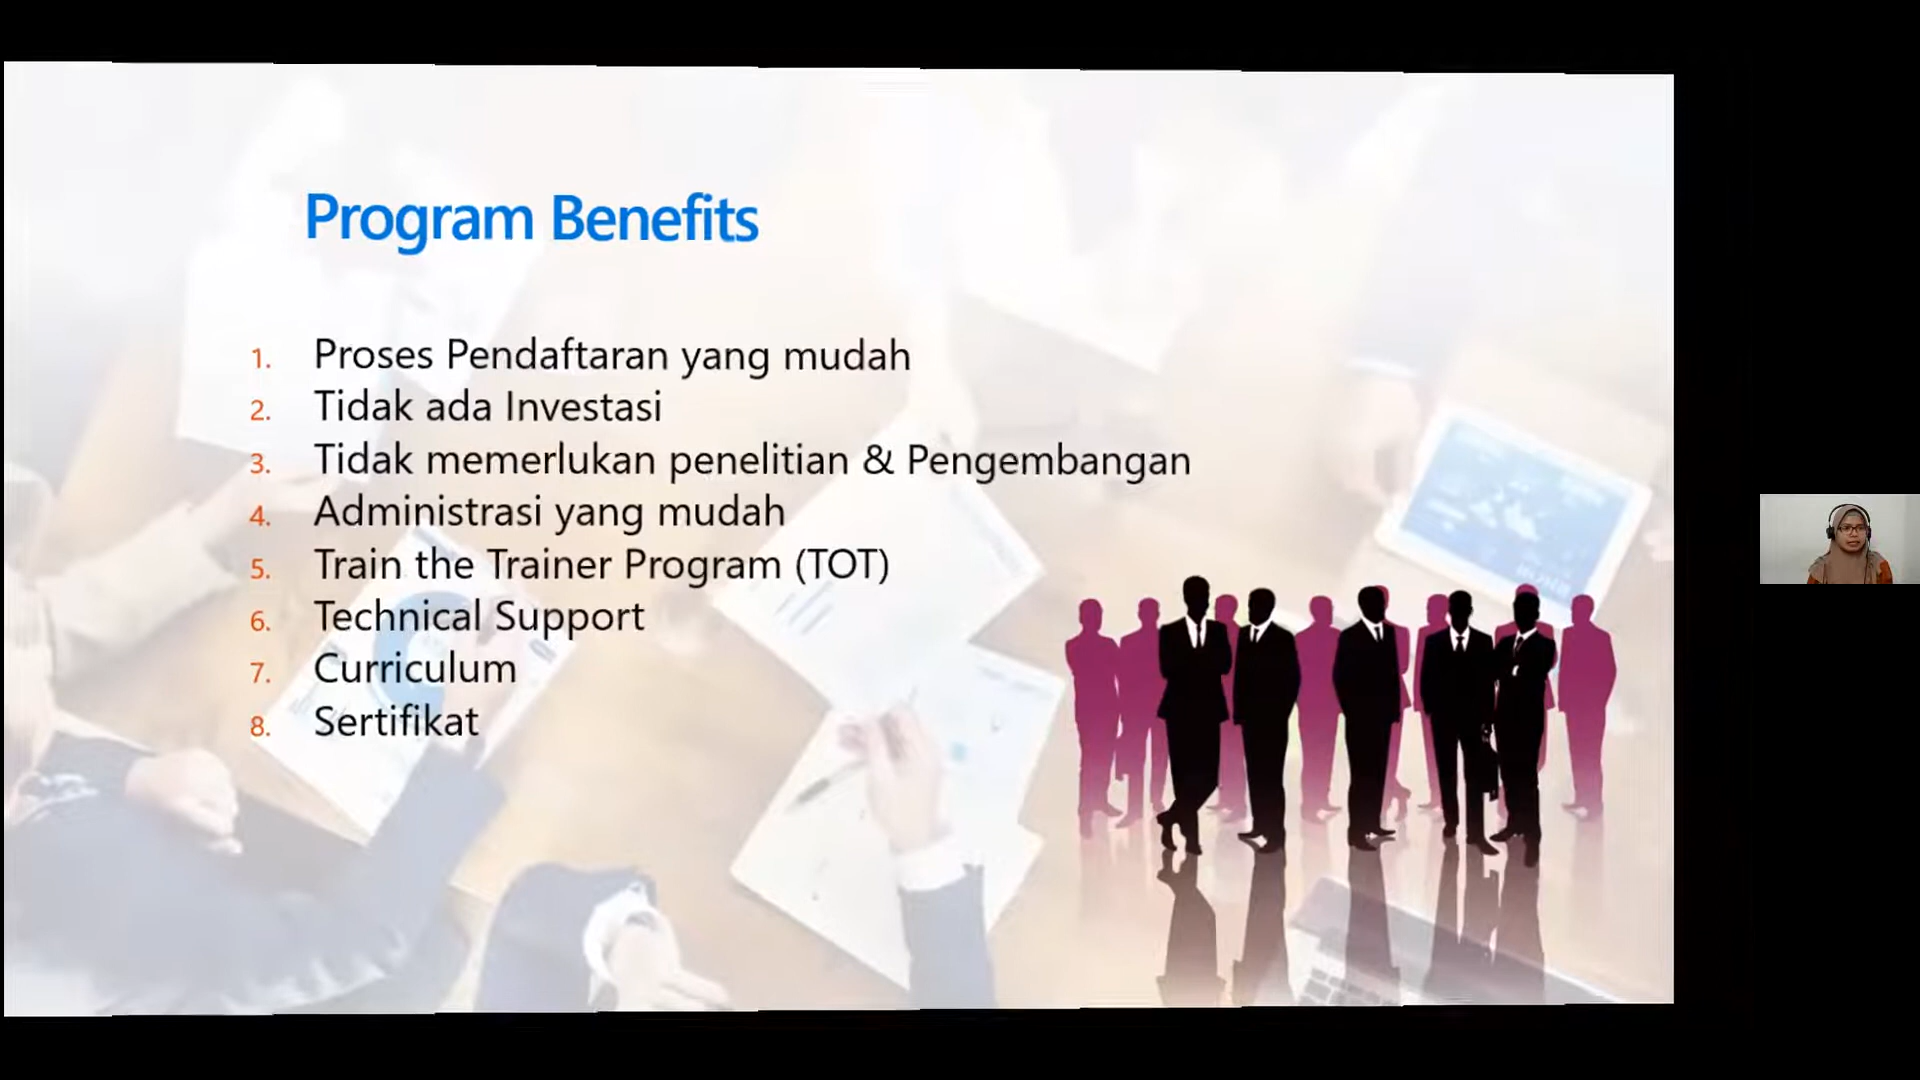 Program Benefits
1. Proses Pendaftaran yang mudah
2. Tidak ada Investasi
3. Tidak memerlukan penelitian & Pengembangan
4. Administrasi yang mudah
5. Train the Trainer Program (TOT)
6. Technical Support
7. Curriculum
8. Sertifikat